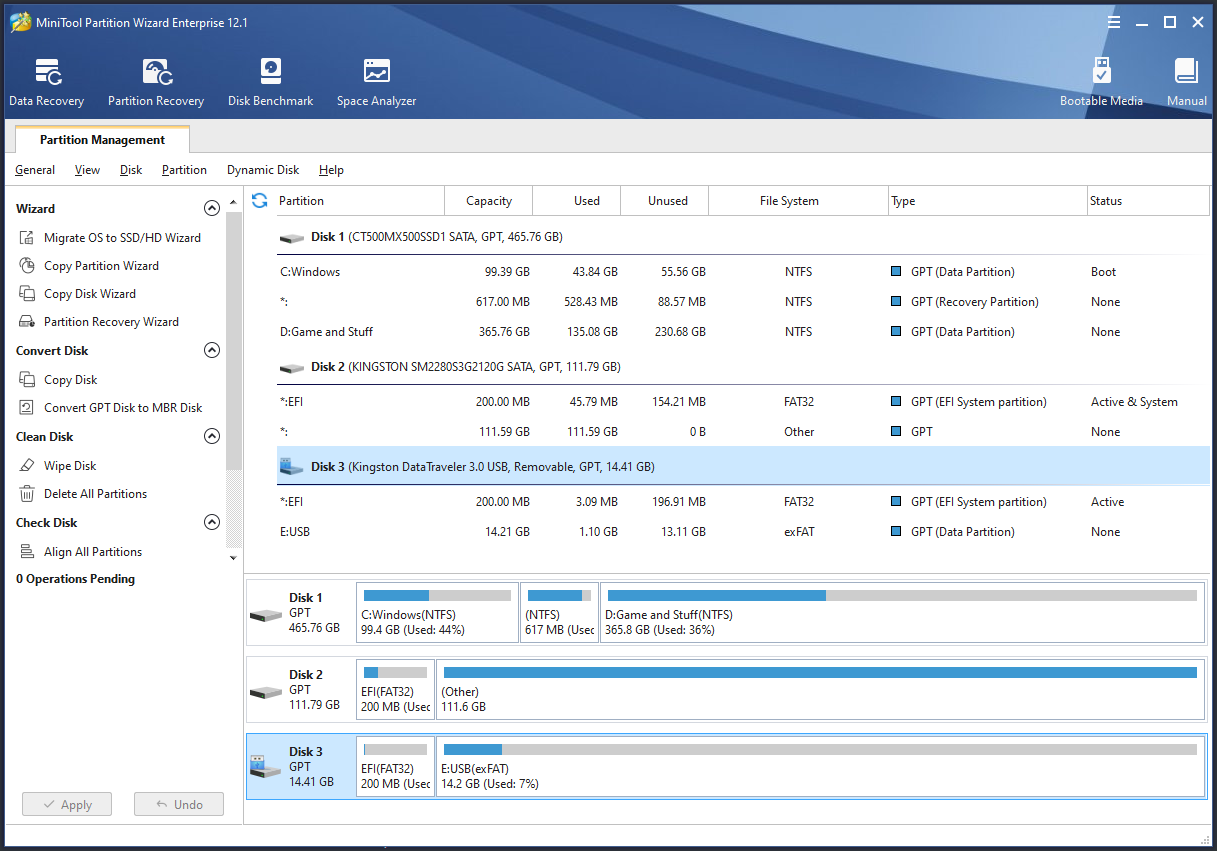 MiniTool Partition Wizard Enterprise 12.1
Data Recovery Partition Recovery Disk Benchmark Space Analyzer Bootable Media Manual
Partition Management
General View Disk Partition Dynamic Disk Help
Wizard
Migrate OS to SSD/HD Wizard
Copy Partition Wizard
Copy Disk Wizard
Partition Recovery Wizard
Convert Disk
Copy Disk
Convert GPT Disk to MBR Disk
Clean Disk
Wipe Disk
Delete All Partitions
Check Disk
Align All Partitions
0 Operations Pending
Apply Undo
Partition Capacity Used Unused File System Type Status
Disk 1 (CT500MX500SSD1 SATA, GPT, 465.76 GB)
C:Windows 99.39 GB 43.84 GB 55.56 GB NTFS GPT (Data Partition) Boot
*: 617.00 MB 528.43 MB 88.57 MB NTFS GPT (Recovery Partition) None
D:Game and Stuff 365.76 GB 135.08 GB 230.68 GB NTFS GPT (Data Partition) None
Disk 2 (KINGSTON SM2280S3G2120G SATA, GPT, 111.79 GB)
*:EFI 200.00 MB 45.79 MB 154.21 MB FAT32 GPT (EFI System partition) Active & System
*: 111.59 GB 111.59 GB 0 B Other GPT None
Disk 3 (Kingston DataTraveler 3.0 USB, Removable, GPT, 14.41 GB)
*:EFI 200.00 MB 3.09 MB 196.91 MB FAT32 GPT (EFI System partition) Active
E:USB 14.21 GB 1.10 GB 13.11 GB exFAT GPT (Data Partition) None
Disk 1
GPT
465.76 GB
C:Windows(NTFS)
99.4 GB (Used: 44%)
(NTFS)
617 MB (Usec
D:Game and Stuff(NTFS)
365.8 GB (Used: 36%)
Disk 2
GPT
111.79 GB
EFI(FAT32)
200 MB (Usec
(Other)
111.6 GB
Disk 3
GPT
14.41 GB
EFI(FAT32)
200 MB (Usec
E:USB(exFAT)
14.2 GB (Used: 7%)